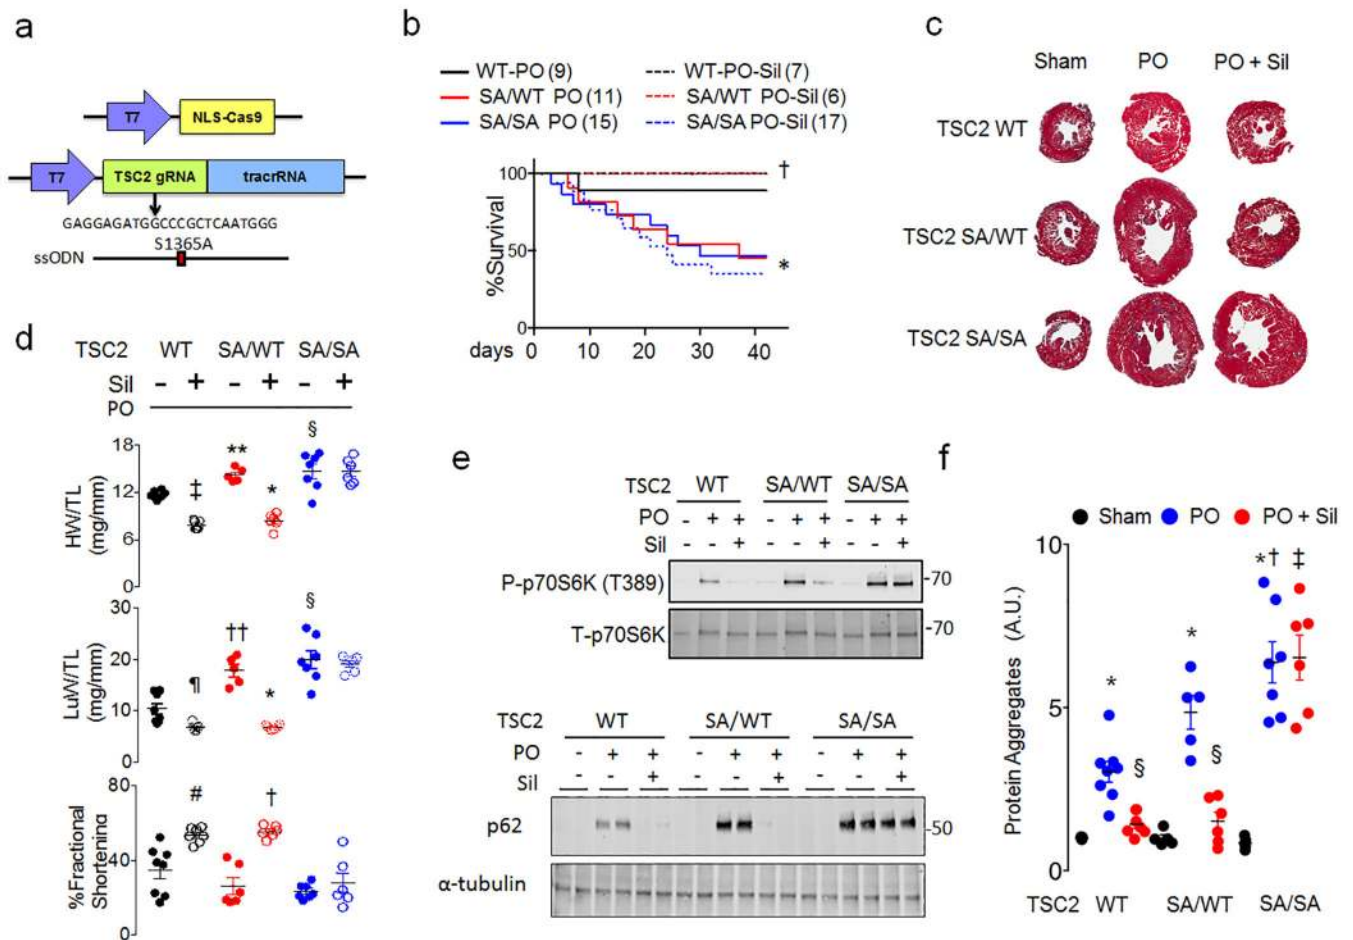 a
T7
NLS-Cas9
T7
TSC2 gRNA
tracrRNA
GAGGAGATGGCCCGCTCAATGGG
S1365A
ssODN
b
WT-PO (9)
WT-PO-Sil (7)
SA/WT PO (11)
SA/WT PO-Sil (6)
SA/SA PO (15)
SA/SA PO-Sil (17)
%Survival
100
50
0
†
*
days 0 10 20 30 40
c
Sham PO PO + Sil
TSC2 WT
TSC2 SA/WT
TSC2 SA/SA
d
TSC2 WT SA/WT SA/SA
Sil - + - + - +
PO
HW/TL
(mg/mm)
18
12
6
0
‡ ** * §
LuW/TL
(mg/mm)
30
20
10
0
¶ †† * §
%Fractional
Shortening
80
40
0
# †
e
TSC2 WT SA/WT SA/SA
PO - + + - + + - + +
Sil - - + - - + - - +
P-p70S6K (T389)
-70
T-p70S6K
-70
TSC2 WT SA/WT SA/SA
PO - + + - + + - + +
Sil - - + - - + - - +
p62
-50
α-tubulin
f
Sham PO PO + Sil
Protein Aggregates (A.U.)
10
5
0
* § * § *† ‡
TSC2 WT SA/WT SA/SA